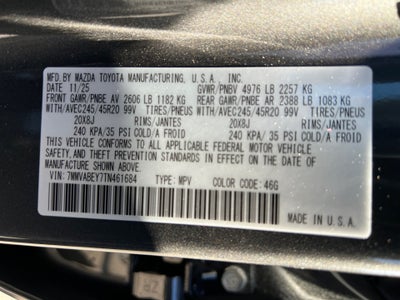 MFD.BY MAZDA TOYOTA MANUFACTURING, U.S.A., INC.
DATE 11/25 GVWR/PNBV 4976 LB 2257 KG
FRONT GAWR/PNBE AV 2606 LB 1182 KG REAR GAWR/PNBE AR 2388 LB 1083 KG
WITH/AVEC245/45R20 99V TIRES/PNEUS WITH/AVEC245/45R20 99V TIRES/PNEUS
20X8J RIMS/JANTES 20X8J RIMS/JANTES
240 KPA/ 35 PSI COLD/A FROID 240 KPA/ 35 PSI COLD/A FROID
THIS VEHICLE CONFORMS TO ALL APPLICABLE FEDERAL MOTOR VEHICLE
SAFETY,BUMPER,AND THEFT PREVENTION STANDARDS IN EFFECT ON THE DATE OF
MANUFACTURE SHOWN ABOVE.
VIN:7MMVABEY7TN461684 TYPE:MPV COLOR:46G
MADE IN U.S.A.